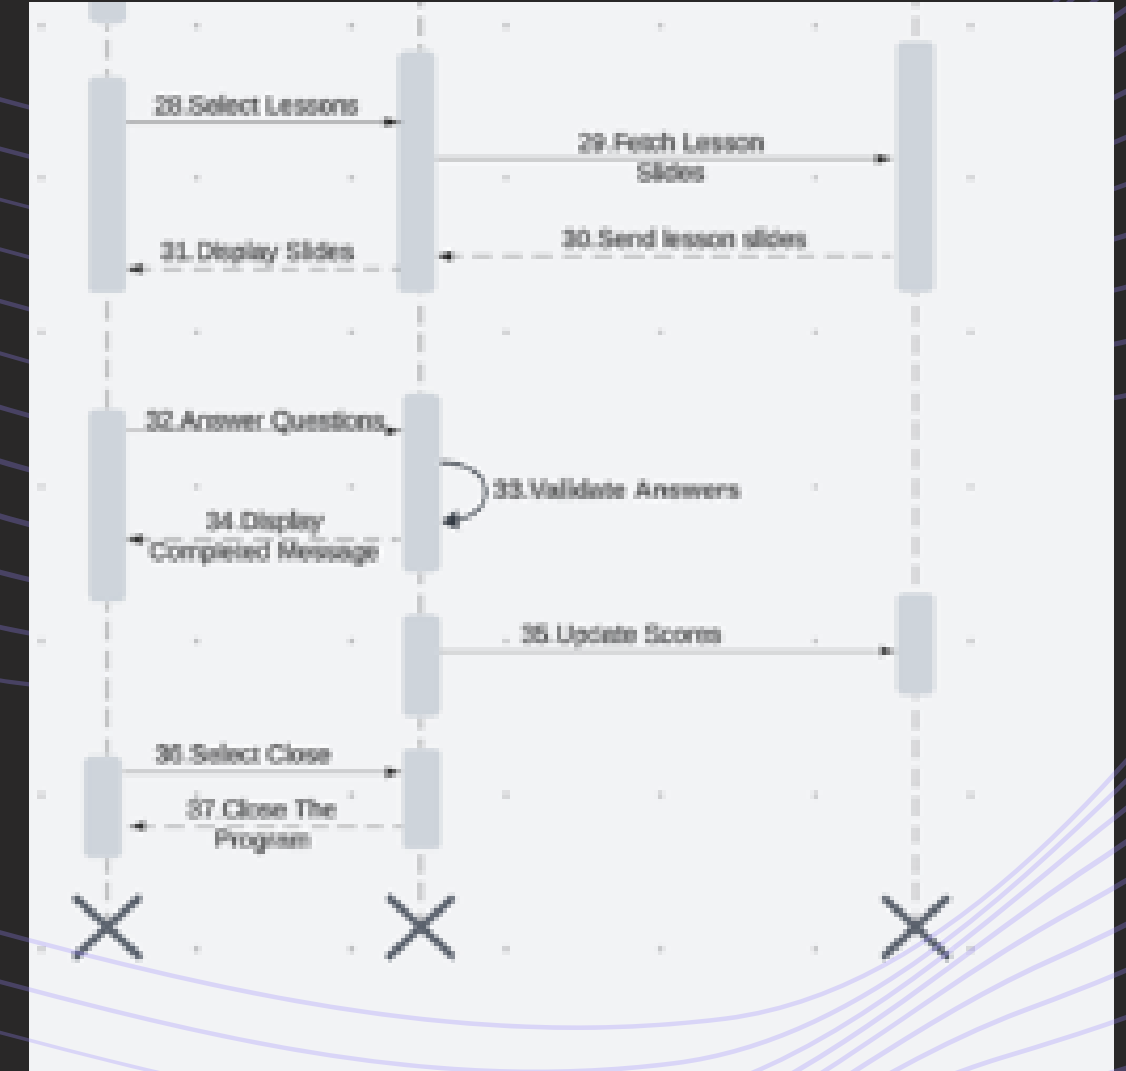 28.Select Lessons
29.Fetch Lesson
Slides
30.Send lesson slides
31.Display Slides
32.Answer Questions
33.Validate Answers
34.Display
Completed Message
35.Update Scores
36.Select Close
37.Close The
Program